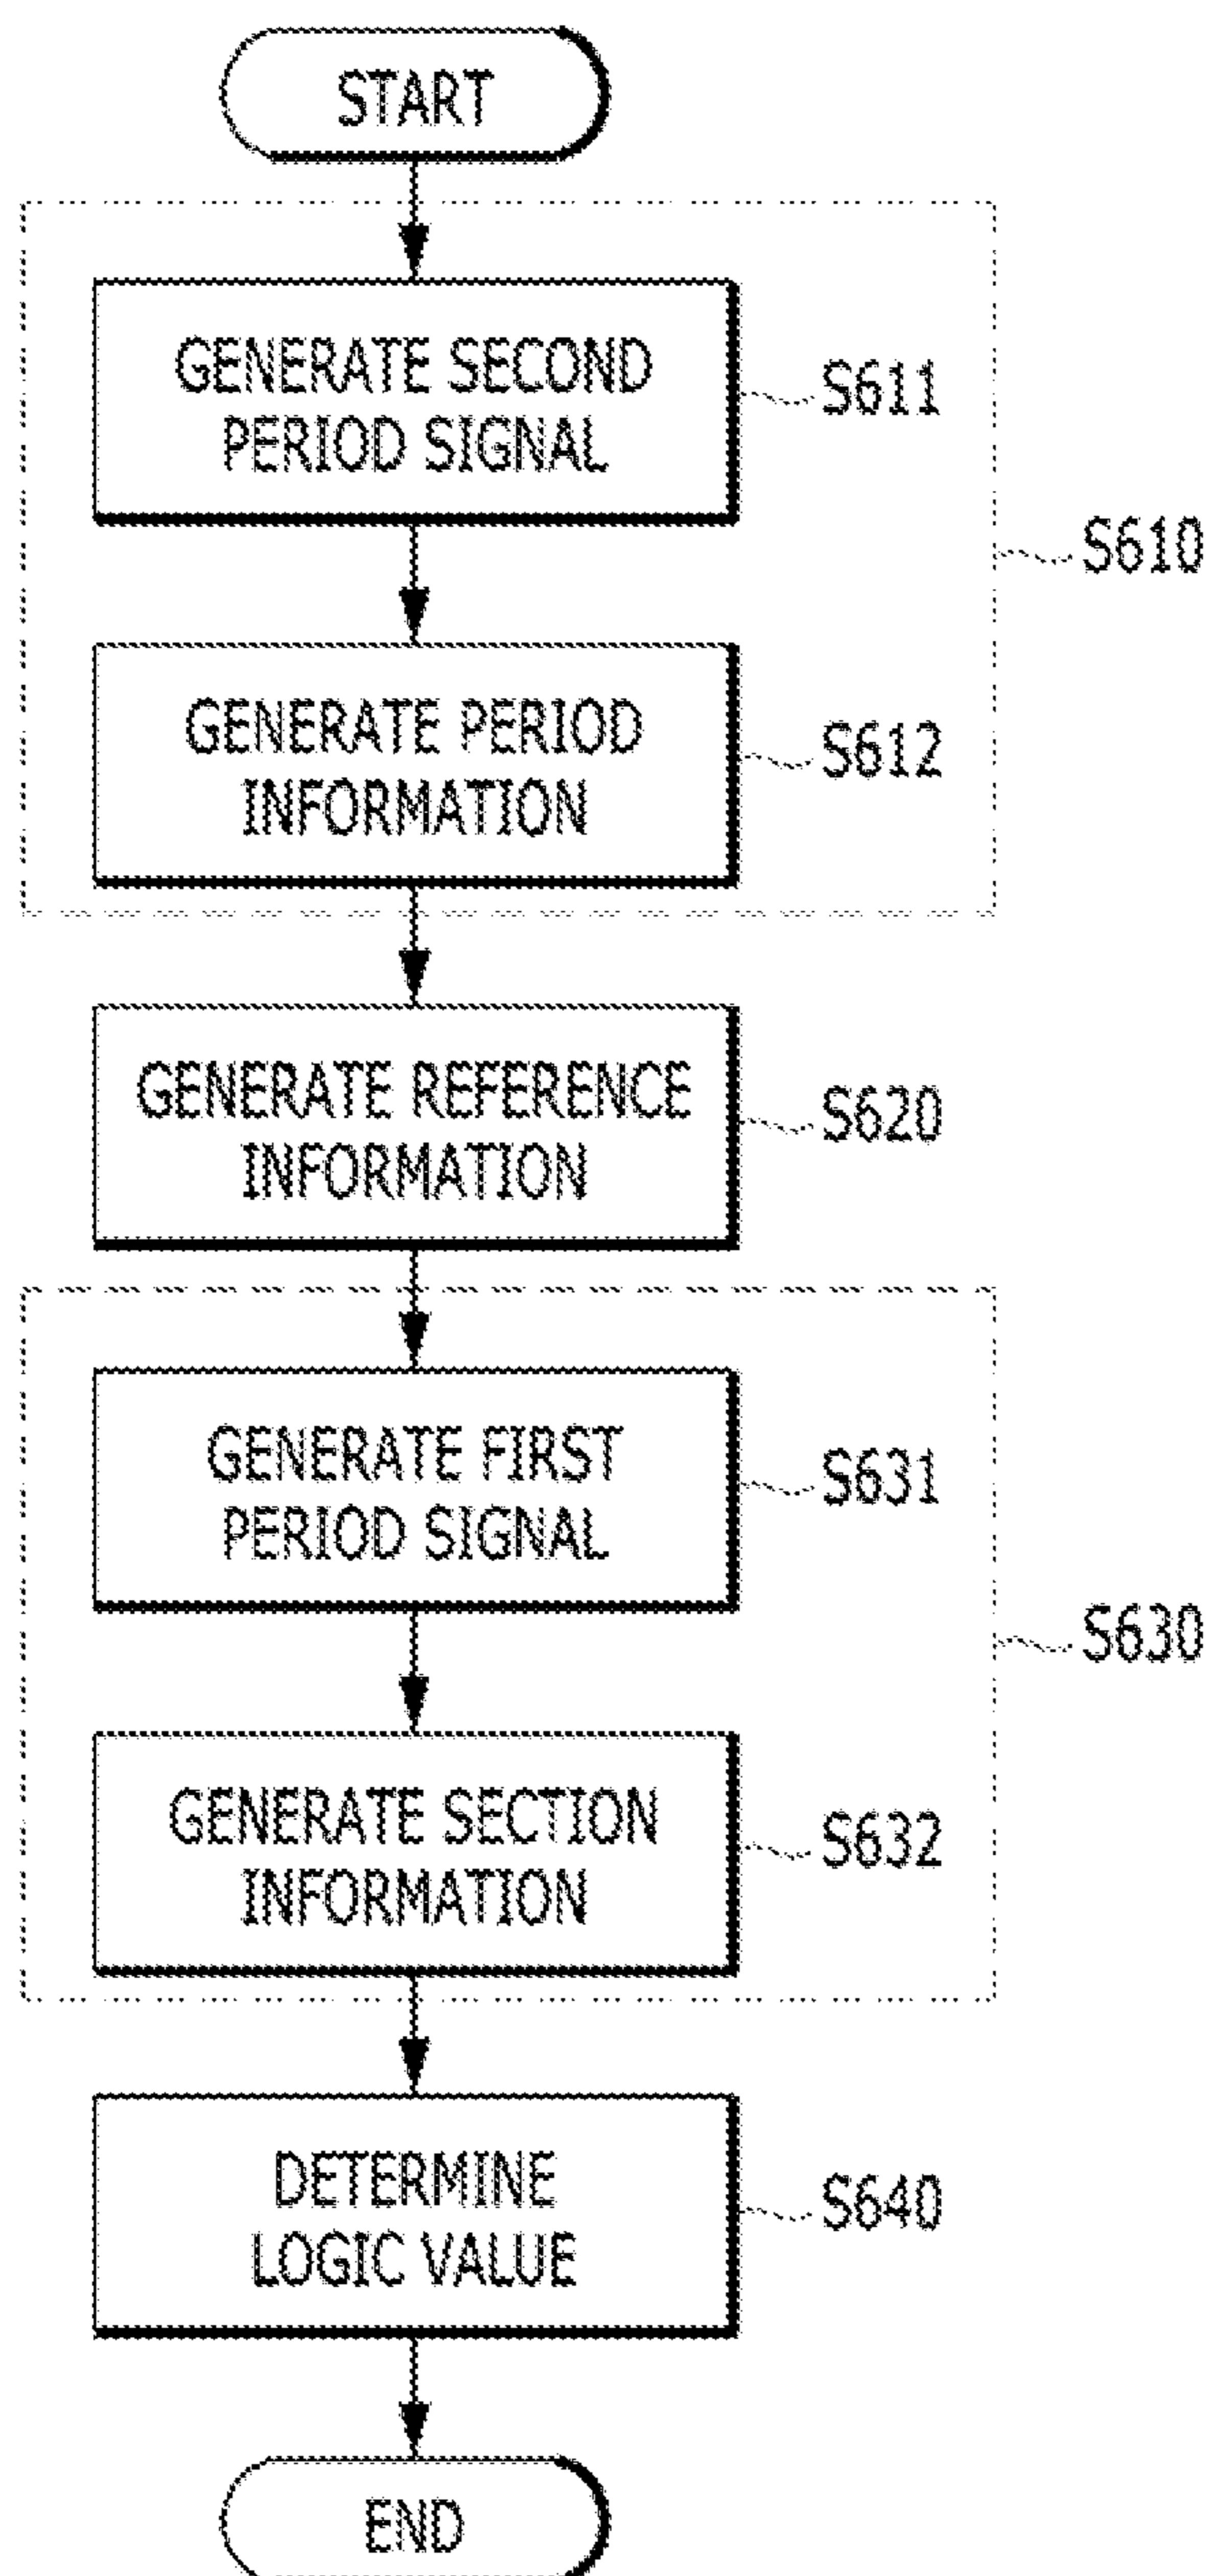 START
GENERATE SECOND
PERIOD SIGNAL
S611
S610
GENERATE PERIOD
INFORMATION
S612
GENERATE REFERENCE
INFORMATION
S620
GENERATE FIRST
PERIOD SIGNAL
S631
S630
GENERATE SECTION
INFORMATION
S632
DETERMINE
LOGIC VALUE
S640
END